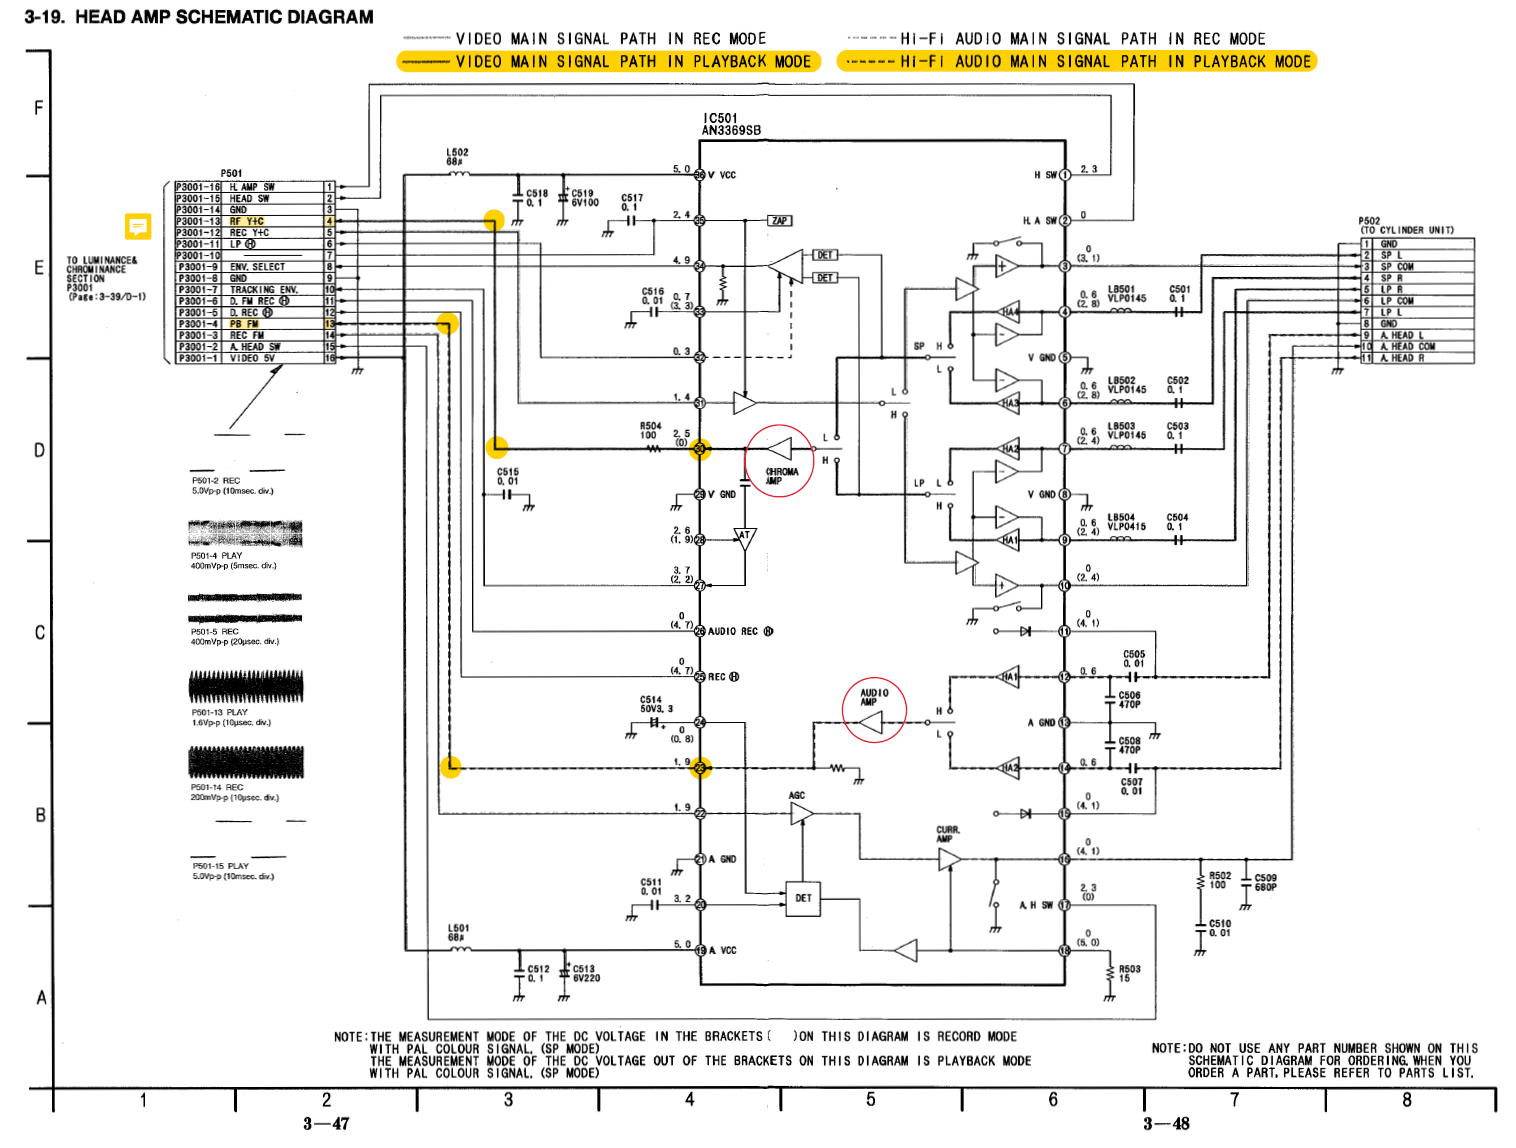 3-19. HEAD AMP SCHEMATIC DIAGRAM
VIDEO MAIN SIGNAL PATH IN REC MODE
Hi-Fi AUDIO MAIN SIGNAL PATH IN REC MODE
VIDEO MAIN SIGNAL PATH IN PLAYBACK MODE
Hi-Fi AUDIO MAIN SIGNAL PATH IN PLAYBACK MODE
F
E
D
C
B
A
P501
P3001-16 H. AMP SW 1
P3001-15 HEAD SW 2
P3001-14 GND 3
P3001-13 RF Y+C 4
P3001-12 REC Y+C 5
P3001-11 LP Ⓗ 6
P3001-10 7
P3001-9 ENV. SELECT 8
P3001-8 GND 9
P3001-7 TRACKING ENV. 10
P3001-6 D. FM REC Ⓗ 11
P3001-5 D. REC Ⓗ 12
P3001-4 PB FM 13
P3001-3 REC FM 14
P3001-2 A. HEAD SW 15
P3001-1 VIDEO 5V 16
TO LUMINANCE&
CHROMINANCE
SECTION
P3001
(Page:3-39/D-1)
P501-2 REC
5.0Vp-p (10msec. div.)
P501-4 PLAY
400mVp-p (5msec. div.)
P501-5 REC
400mVp-p (20μsec. div.)
P501-13 PLAY
1.6Vp-p (10μsec. div.)
P501-14 REC
200mVp-p (10μsec. div.)
P501-15 PLAY
5.0Vp-p (10msec. div.)
L502
68μ
C518
0.1
C519
6V100
C517
0.1
C516
0.01
R504
100
C515
0.01
C514
50V3.3
C511
0.01
L501
68μ
C512
0.1
C513
6V220
IC501
AN3369SB
5.0 36 V VCC
2.4 35
4.9 34
0.7
(3.3) 33
0.3 32
1.4 31
2.5
(0) 30
29 V GND
2.6
(1.9) 28
3.7
(2.2) 27
0
(4.7) 26 AUDIO REC Ⓗ
0
(4.7) 25 REC Ⓗ
24
0
(0.8)
1.9 23
1.9 22
21 A GND
3.2 20
5.0 19 A VCC
ZAP
DET
DET
CHROMA
AMP
AT
AUDIO
AMP
AGC
DET
CURR.
AMP
SP
H
L
L
H
L
H
LP
L
H
H
L
HA4
HA3
HA2
HA1
HA1
HA2
H SW 1 2.3
H. A SW 2 0
3 0
(3.1)
4 0.6
(2.8)
V GND 5
6 0.6
(2.8)
7 0.6
(2.4)
V GND 8
9 0.6
(2.4)
10 0
(2.4)
11 0
(4.1)
12 0.6
A GND 13
14 0.6
15 0
(4.1)
16 0
(4.1)
A. H SW 17 2.3
(0)
18 0
(5.0)
LB501
VLP0145
C501
0.1
LB502
VLP0145
C502
0.1
LB503
VLP0145
C503
0.1
LB504
VLP0415
C504
0.1
C505
0.01
C506
470P
C508
470P
C507
0.01
R502
100
C509
680P
C510
0.01
R503
15
P502
(TO CYLINDER UNIT)
1 GND
2 SP L
3 SP COM
4 SP R
5 LP R
6 LP COM
7 LP L
8 GND
9 A. HEAD L
10 A. HEAD COM
11 A. HEAD R
NOTE:THE MEASUREMENT MODE OF THE DC VOLTAGE IN THE BRACKETS ( )ON THIS DIAGRAM IS RECORD MODE
WITH PAL COLOUR SIGNAL. (SP MODE)
THE MEASUREMENT MODE OF THE DC VOLTAGE OUT OF THE BRACKETS ON THIS DIAGRAM IS PLAYBACK MODE
WITH PAL COLOUR SIGNAL. (SP MODE)
NOTE:DO NOT USE ANY PART NUMBER SHOWN ON THIS
SCHEMATIC DIAGRAM FOR ORDERING. WHEN YOU
ORDER A PART, PLEASE REFER TO PARTS LIST.
1 2 3 4 5 6 7 8
3—47
3—48